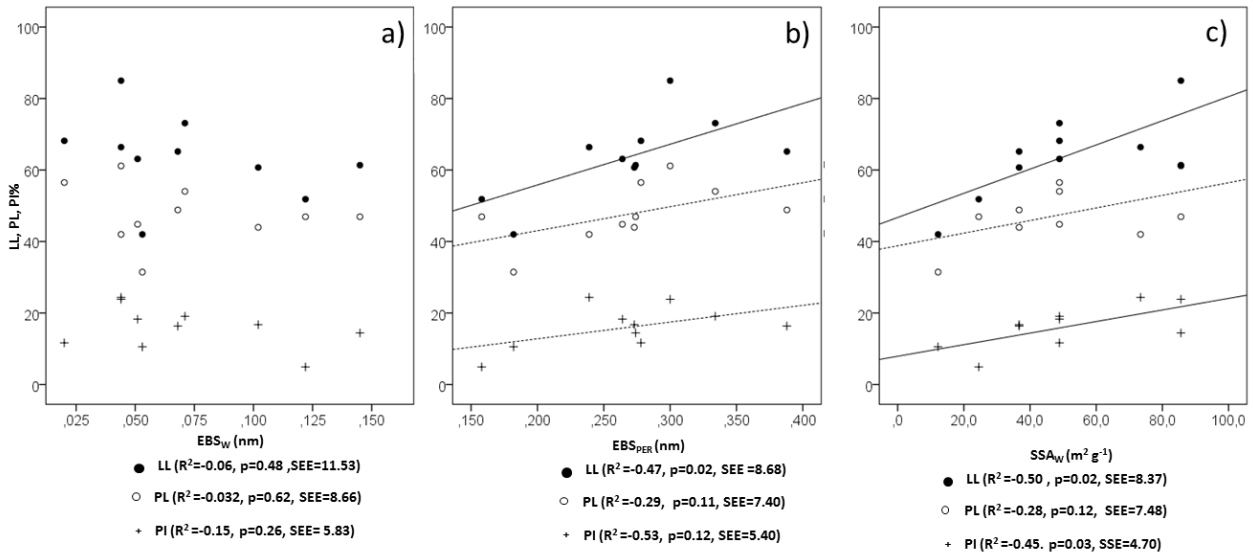 a)
b)
c)
LL, PL, PI%
100
80
60
40
20
0
,025 ,050 ,075 ,100 ,125 ,150
EBSW (nm)
LL (R²=-0.06, p=0.48 ,SEE=11.53)
PL (R²=-0.032, p=0.62, SEE=8.66)
PI (R²=-0.15, p=0.26, SEE= 5.83)
100
80
60
40
20
0
,150 ,200 ,250 ,300 ,350 ,400
EBSPER (nm)
LL (R²=-0.47, p=0.02, SEE =8.68)
PL (R²=-0.29, p=0.11, SEE=7.40)
PI (R²=-0.53, p=0.12, SEE=5.40)
100
80
60
40
20
0
,0 20,0 40,0 60,0 80,0 100,0
SSAW (m² g⁻¹)
LL (R²=-0.50 , p=0.02, SEE=8.37)
PL (R²=-0.28, p=0.12, SEE=7.48)
PI (R²=-0.45. p=0.03, SSE=4.70)